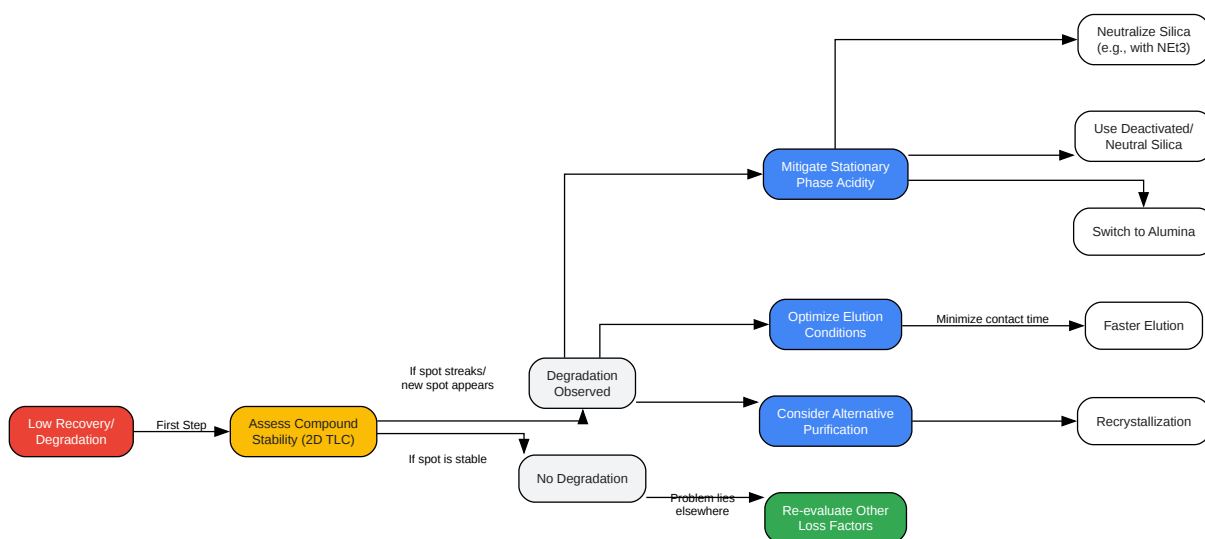 Neutralize Silica
(e.g., with NEt3)
Use Deactivated/
Neutral Silica
Mitigate Stationary
Phase Acidity
Switch to Alumina
Optimize Elution
Conditions
Minimize contact time
Faster Elution
If spot streaks/
new spot appears
Degradation
Observed
Low Recovery/
Degradation
First Step
Assess Compound
Stability (2D TLC)
Consider Alternative
Purification
Recrystallization
If spot is stable
No Degradation
Problem lies
elsewhere
Re-evaluate Other
Loss Factors